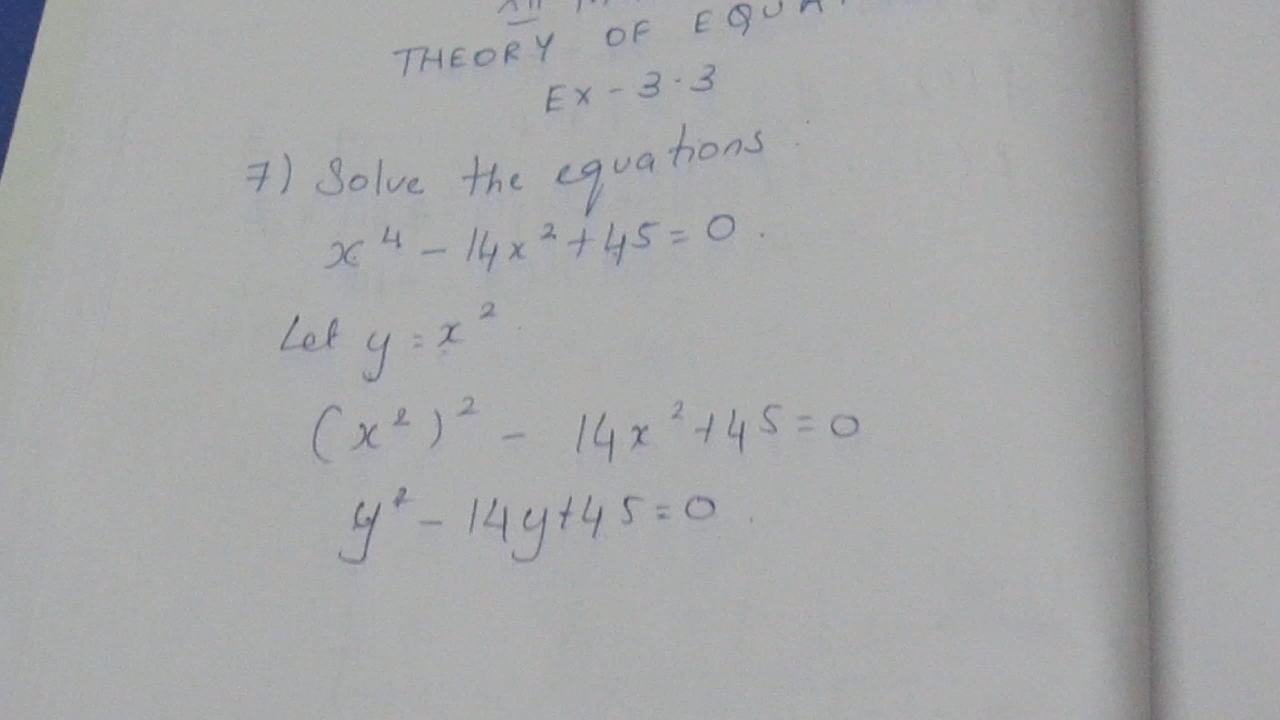 THEORY OF
Ex - 3.3
7) Solve the equations
x⁴ - 14x² + 45 = 0.
Let y = x²
(x²)² - 14x² + 45 = 0
y² - 14y + 45 = 0.